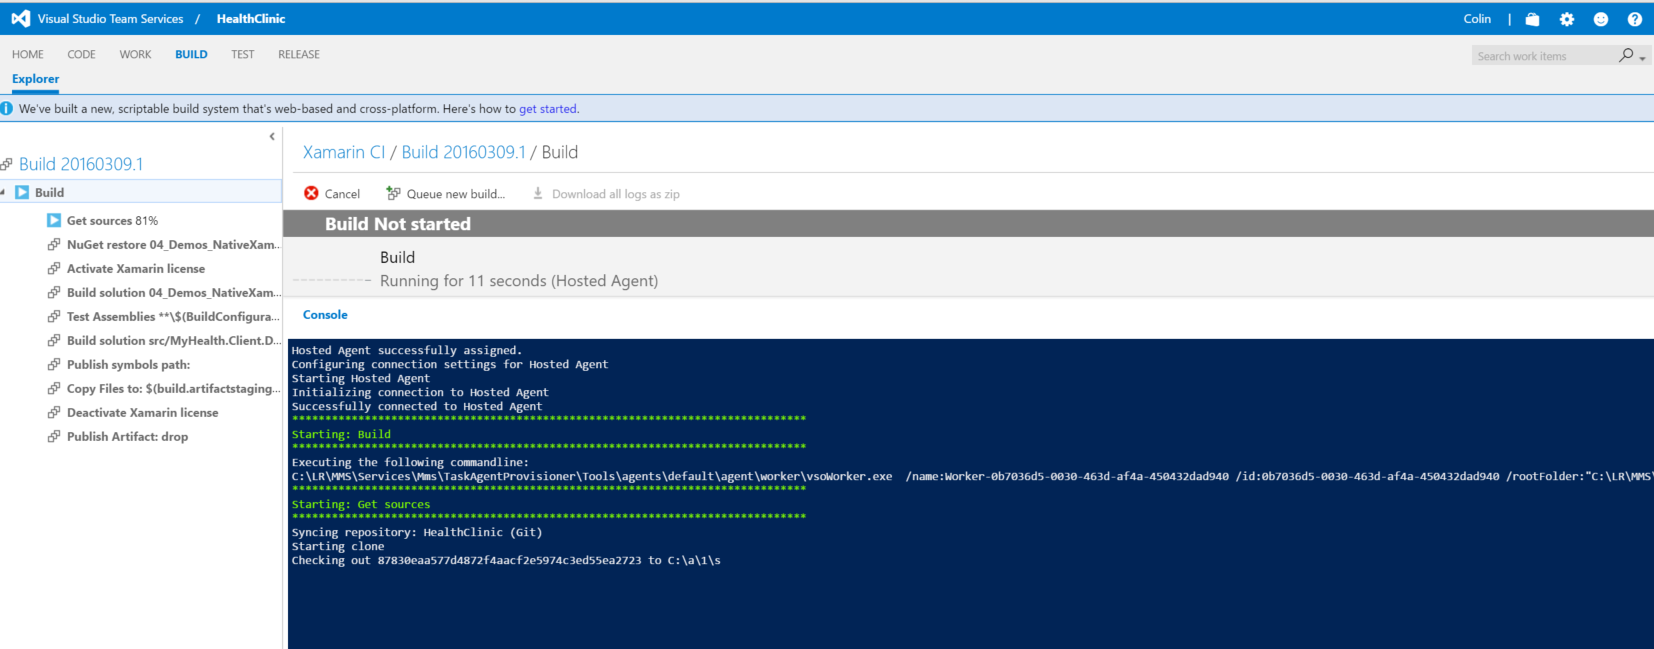 Visual Studio Team Services / HealthClinic
Colin |
HOME CODE WORK BUILD TEST RELEASE
Search work items
Explorer
We've built a new, scriptable build system that's web-based and cross-platform. Here's how to get started.
Build 20160309.1
Build
Get sources 81%
NuGet restore 04_Demos_NativeXam...
Activate Xamarin license
Build solution 04_Demos_NativeXam...
Test Assemblies **\$(BuildConfigura...
Build solution src/MyHealth.Client.D...
Publish symbols path:
Copy Files to: $(build.artifactstaging...
Deactivate Xamarin license
Publish Artifact: drop
Xamarin CI / Build 20160309.1 / Build
Cancel Queue new build... Download all logs as zip
Build Not started
Build
Running for 11 seconds (Hosted Agent)
Console
Hosted Agent successfully assigned.
Configuring connection settings for Hosted Agent
Starting Hosted Agent
Initializing connection to Hosted Agent
Successfully connected to Hosted Agent
******************************************************************************
Starting: Build
******************************************************************************
Executing the following commandline:
C:\LR\MMS\Services\Mms\TaskAgentProvisioner\Tools\agents\default\agent\worker\vsoWorker.exe  /name:Worker-0b7036d5-0030-463d-af4a-450432dad940 /id:0b7036d5-0030-463d-af4a-450432dad940 /rootFolder:"C:\LR\MMS\
******************************************************************************
Starting: Get sources
******************************************************************************
Syncing repository: HealthClinic (Git)
Starting clone
Checking out 87830eaa577d4872f4aacf2e5974c3ed55ea2723 to C:\a\1\s